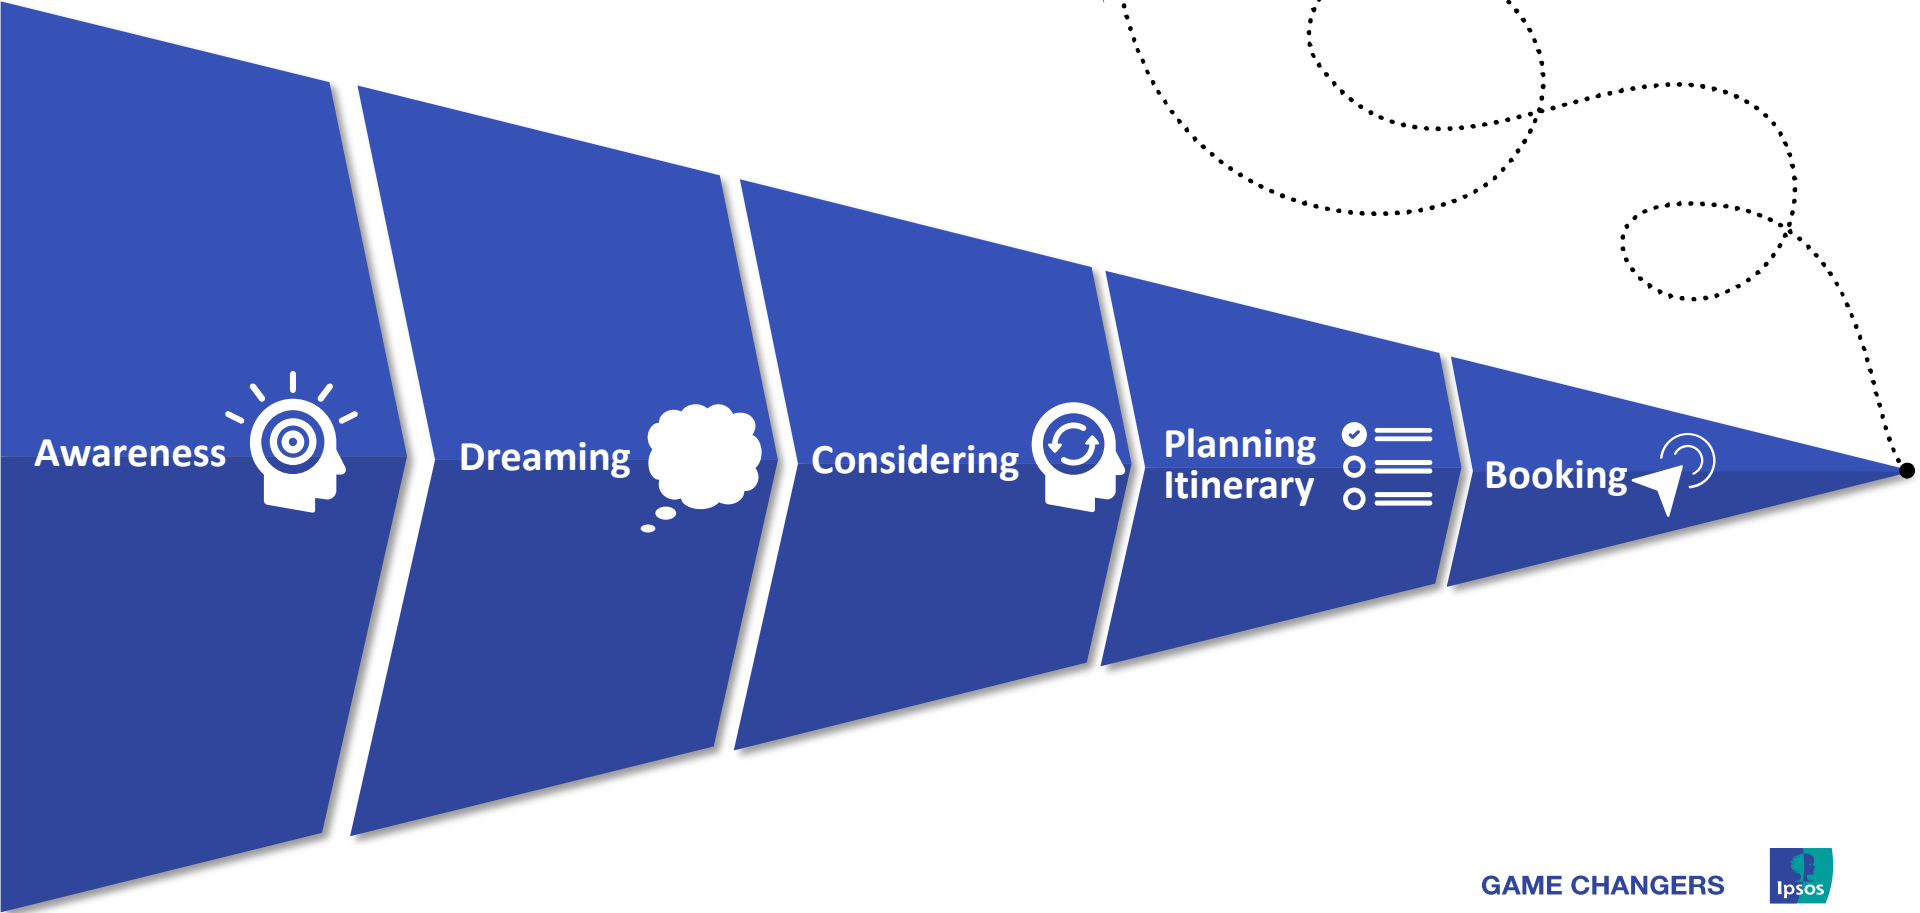 Awareness
Dreaming
Considering
Planning
Itinerary
Booking
GAME CHANGERS
Ipsos